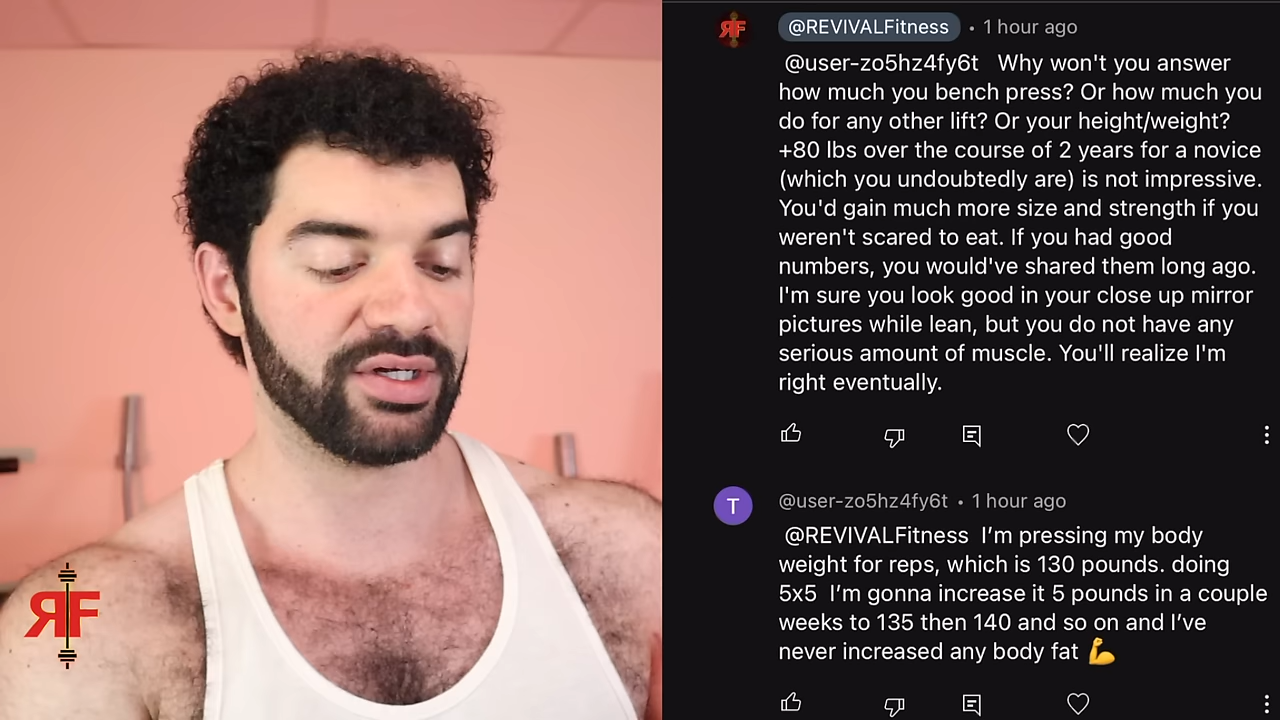 @REVIVALFitness • 1 hour ago
@user-zo5hz4fy6t Why won't you answer
how much you bench press? Or how much you
do for any other lift? Or your height/weight?
+80 lbs over the course of 2 years for a novice
(which you undoubtedly are) is not impressive.
You'd gain much more size and strength if you
weren't scared to eat. If you had good
numbers, you would've shared them long ago.
I'm sure you look good in your close up mirror
pictures while lean, but you do not have any
serious amount of muscle. You'll realize I'm
right eventually.
T
@user-zo5hz4fy6t • 1 hour ago
@REVIVALFitness I’m pressing my body
weight for reps, which is 130 pounds. doing
5x5 I’m gonna increase it 5 pounds in a couple
weeks to 135 then 140 and so on and I’ve
never increased any body fat 💪
RF